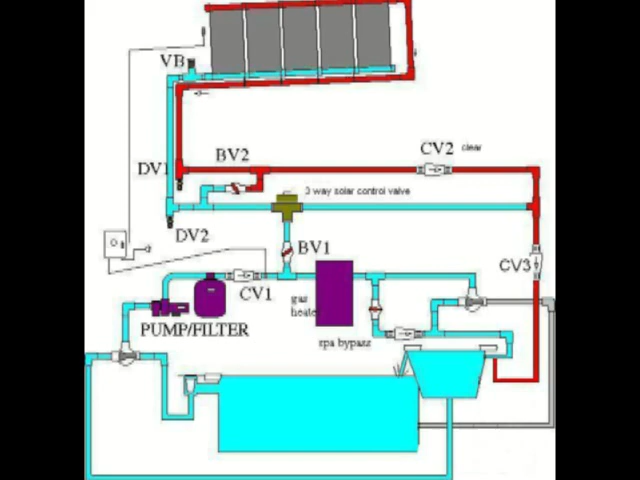 VB
BV2
CV2 clear
DV1
3 way solar control valve
DV2
BV1
CV3
CV1
gas
heate
PUMP/FILTER
spa bypass